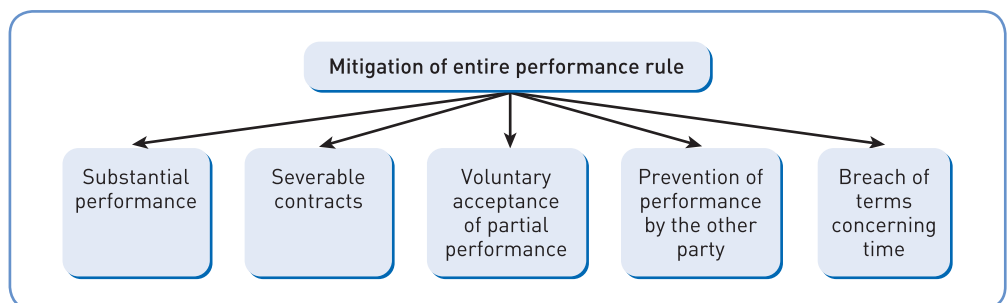 Mitigation of entire performance rule
Substantial
performance
Severable
contracts
Voluntary
acceptance
of partial
performance
Prevention of
performance
by the other
party
Breach of
terms
concerning
time